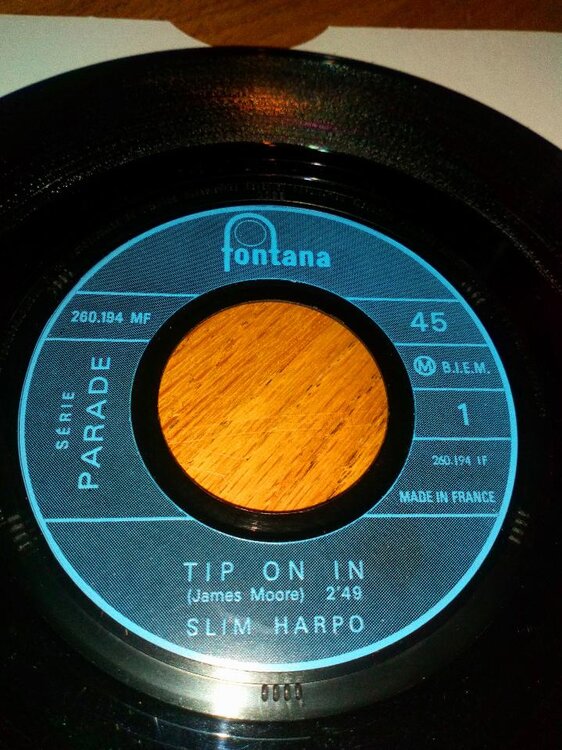 fontana
260.194 MF
45
B.I.E.M.
SÉRIE
PARADE
1
260.194 1F
MADE IN FRANCE
TIP ON IN
(James Moore) 2'49
SLIM HARPO